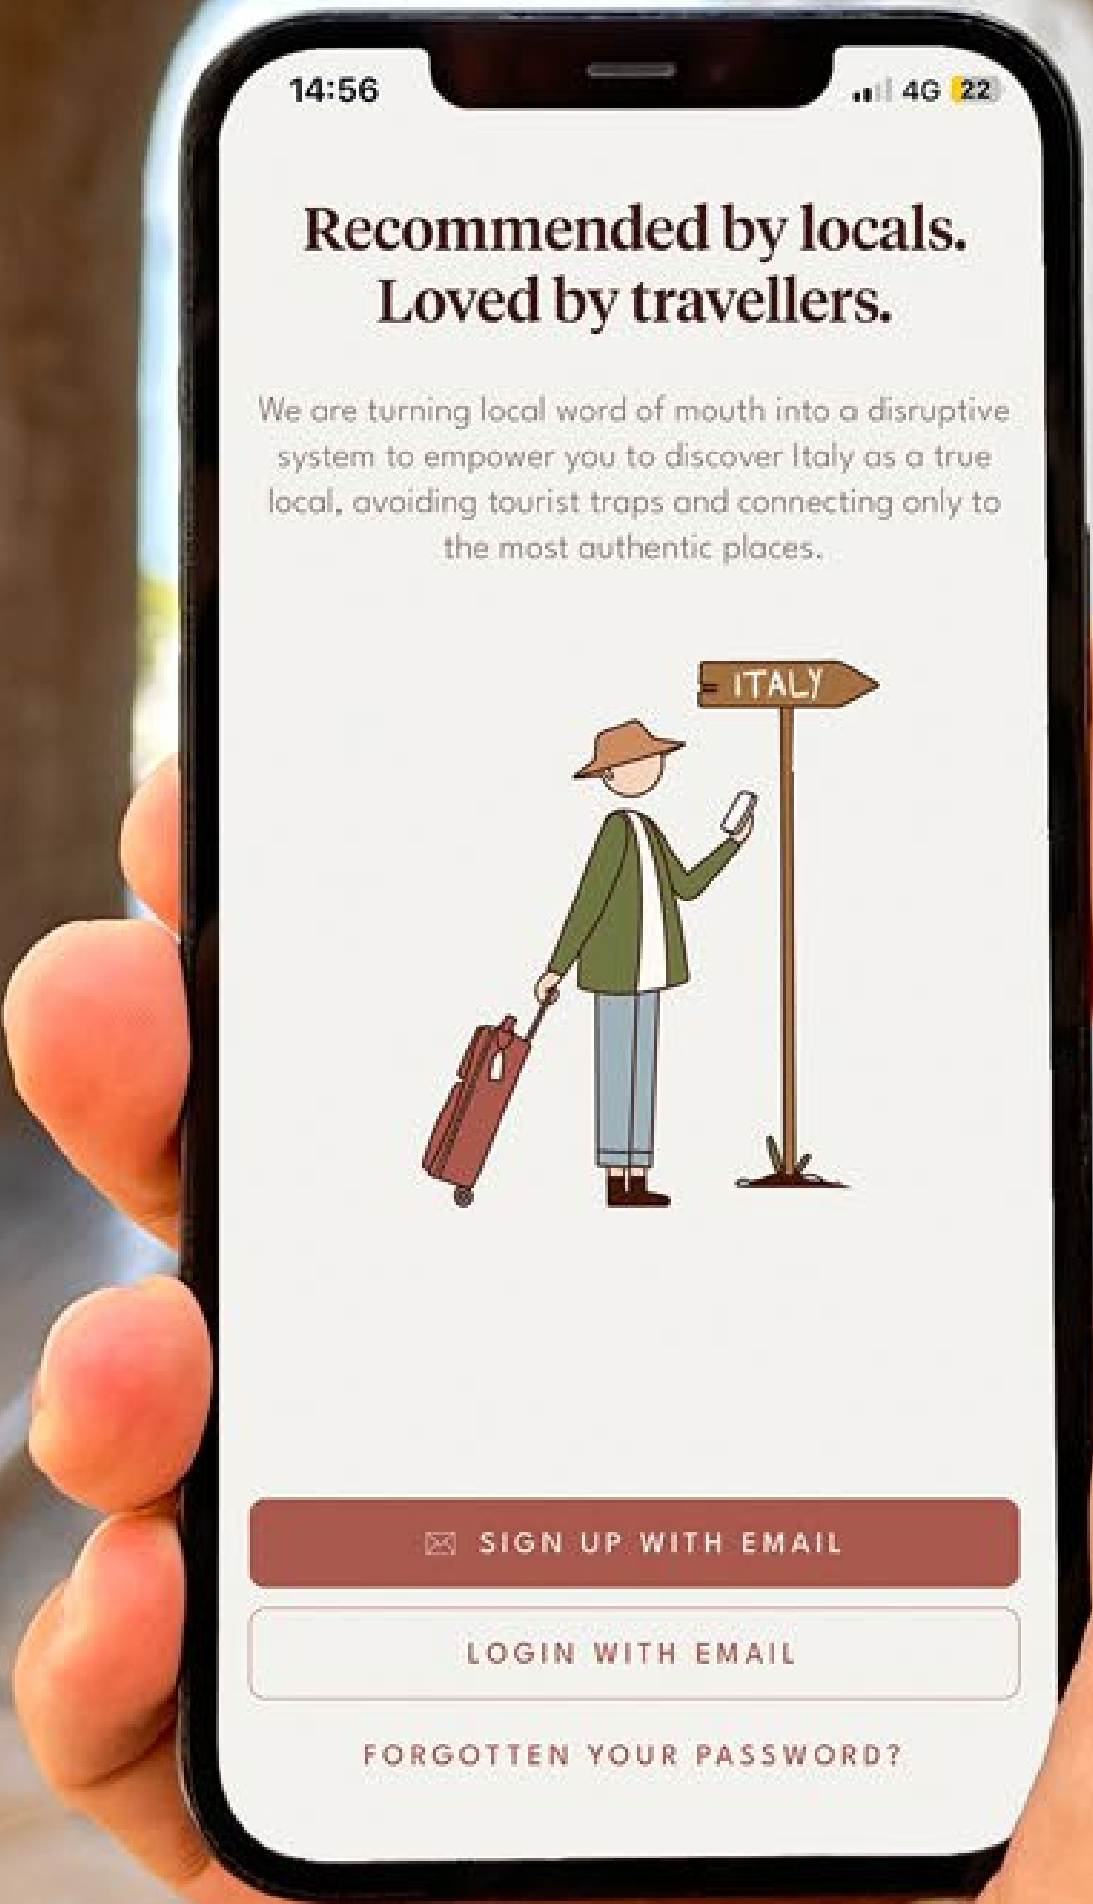 14:56
4G 22
Recommended by locals.
Loved by travellers.
We are turning local word of mouth into a disruptive
system to empower you to discover Italy as a true
local, avoiding tourist traps and connecting only to
the most authentic places.
ITALY
SIGN UP WITH EMAIL
LOGIN WITH EMAIL
FORGOTTEN YOUR PASSWORD?